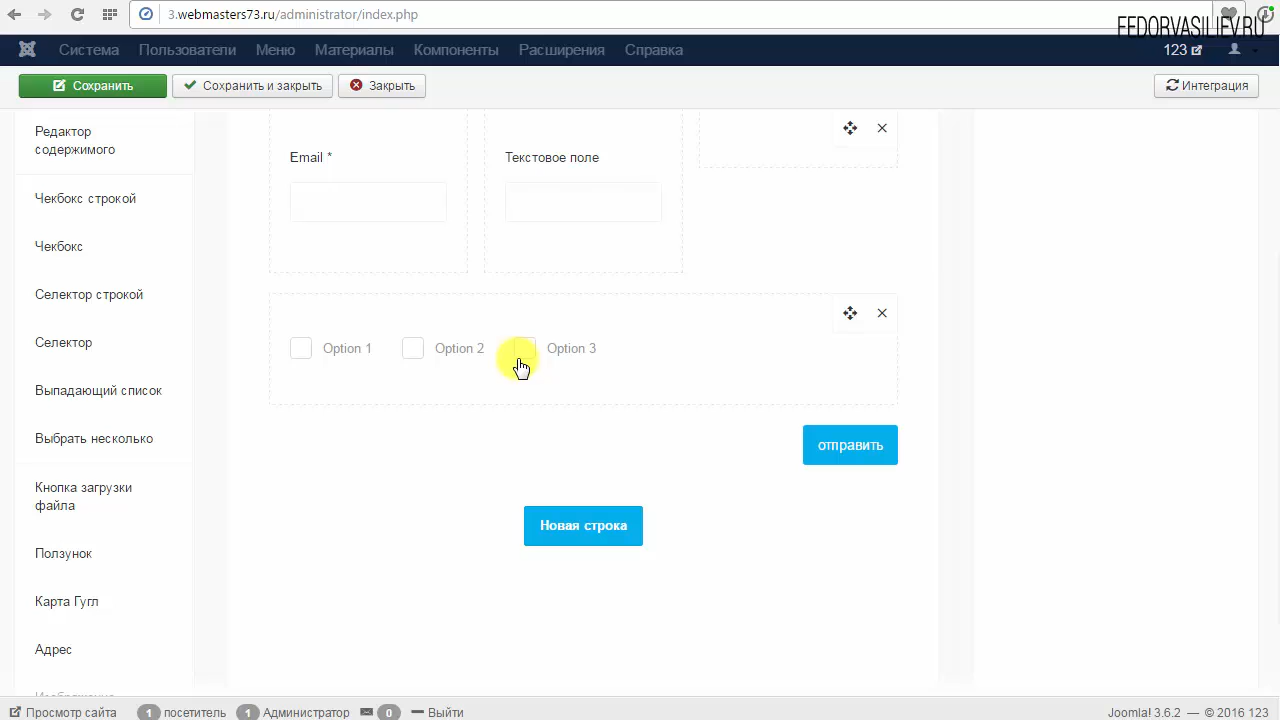 3.webmasters73.ru/administrator/index.php
FEDORVASILIEV.RU
Система Пользователи Меню Материалы Компоненты Расширения Справка 123
Сохранить Сохранить и закрыть Закрыть Интеграция
Редактор
содержимого
Чекбокс строкой
Чекбокс
Селектор строкой
Селектор
Выпадающий список
Выбрать несколько
Кнопка загрузки
файла
Ползунок
Карта Гугл
Адрес
Изображение
Email * Текстовое поле
Option 1 Option 2 Option 3
отправить
Новая строка
Просмотр сайта 1 посетитель 1 Администратор 0 Выйти Joomla! 3.6.2 — © 2016 123